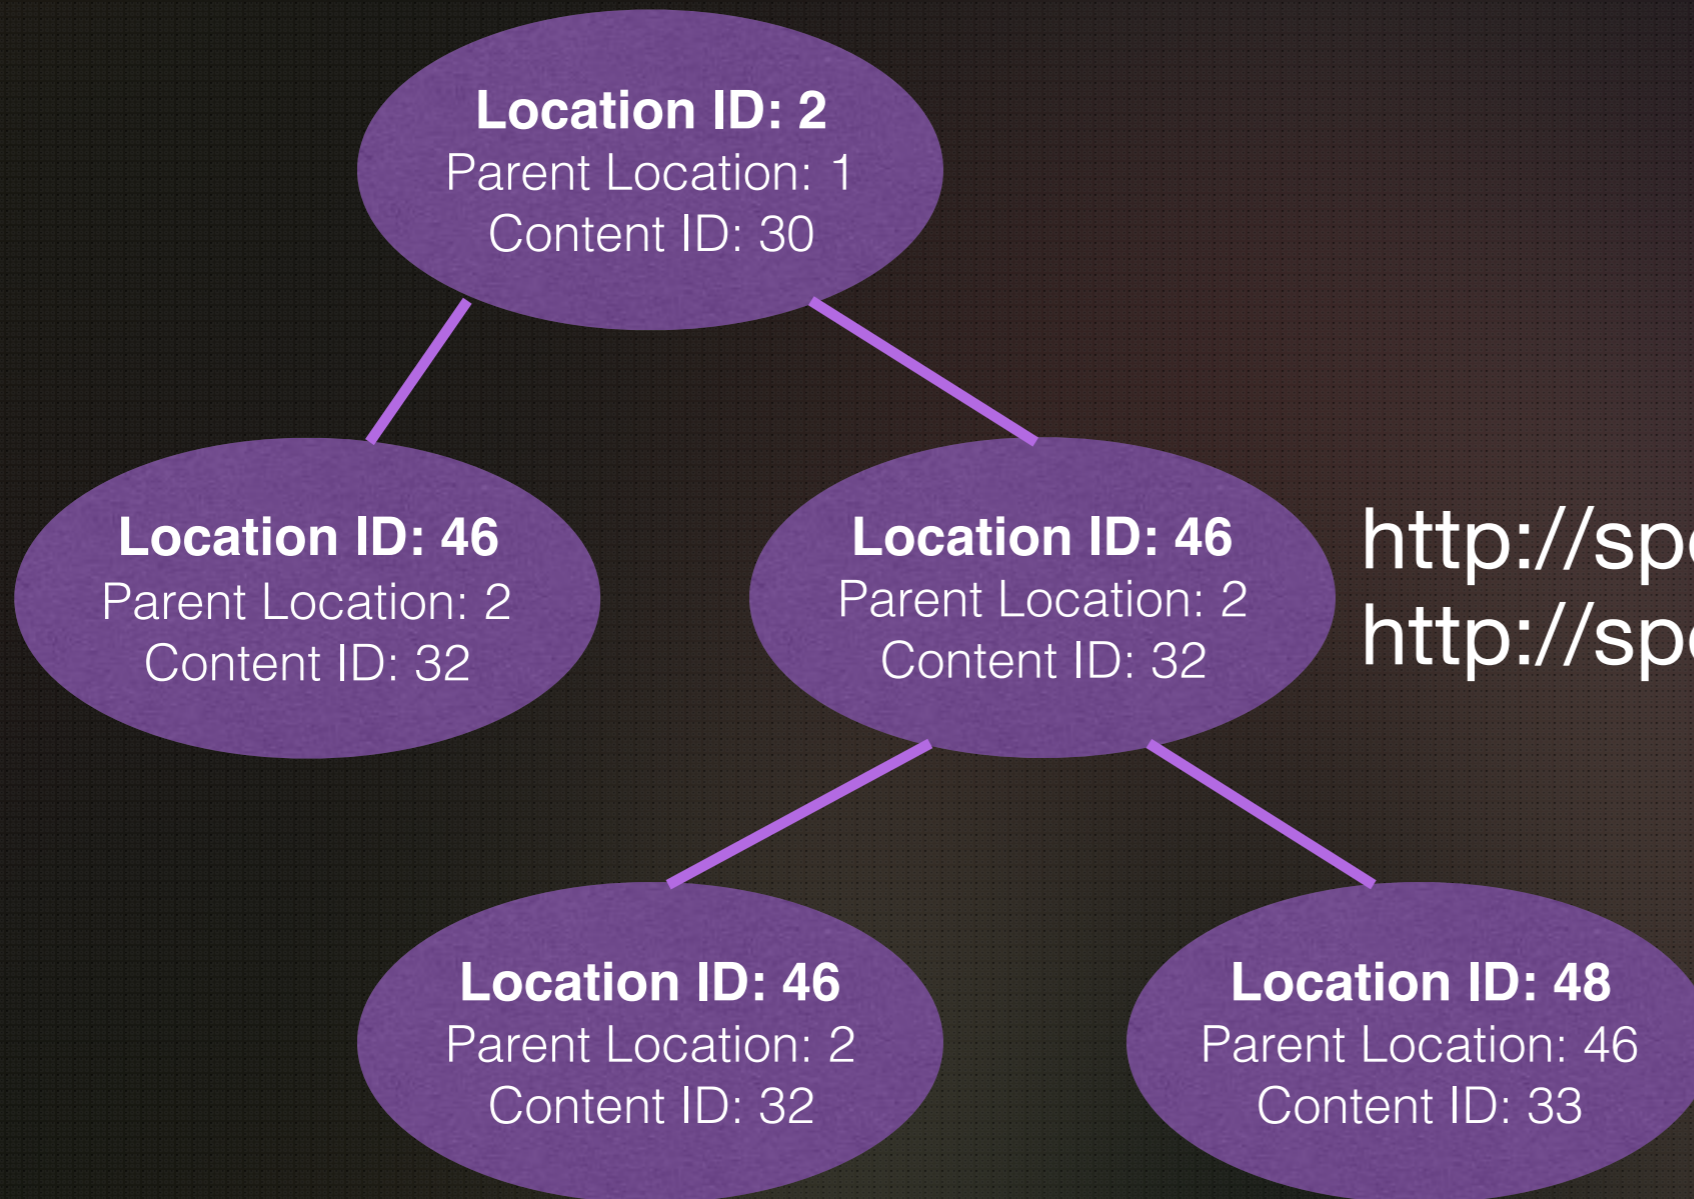 Location ID: 2
Parent Location: 1
Content ID: 30
Location ID: 46
Parent Location: 2
Content ID: 32
Location ID: 46
Parent Location: 2
Content ID: 32
http://sp
http://sp
Location ID: 46
Parent Location: 2
Content ID: 32
Location ID: 48
Parent Location: 46
Content ID: 33